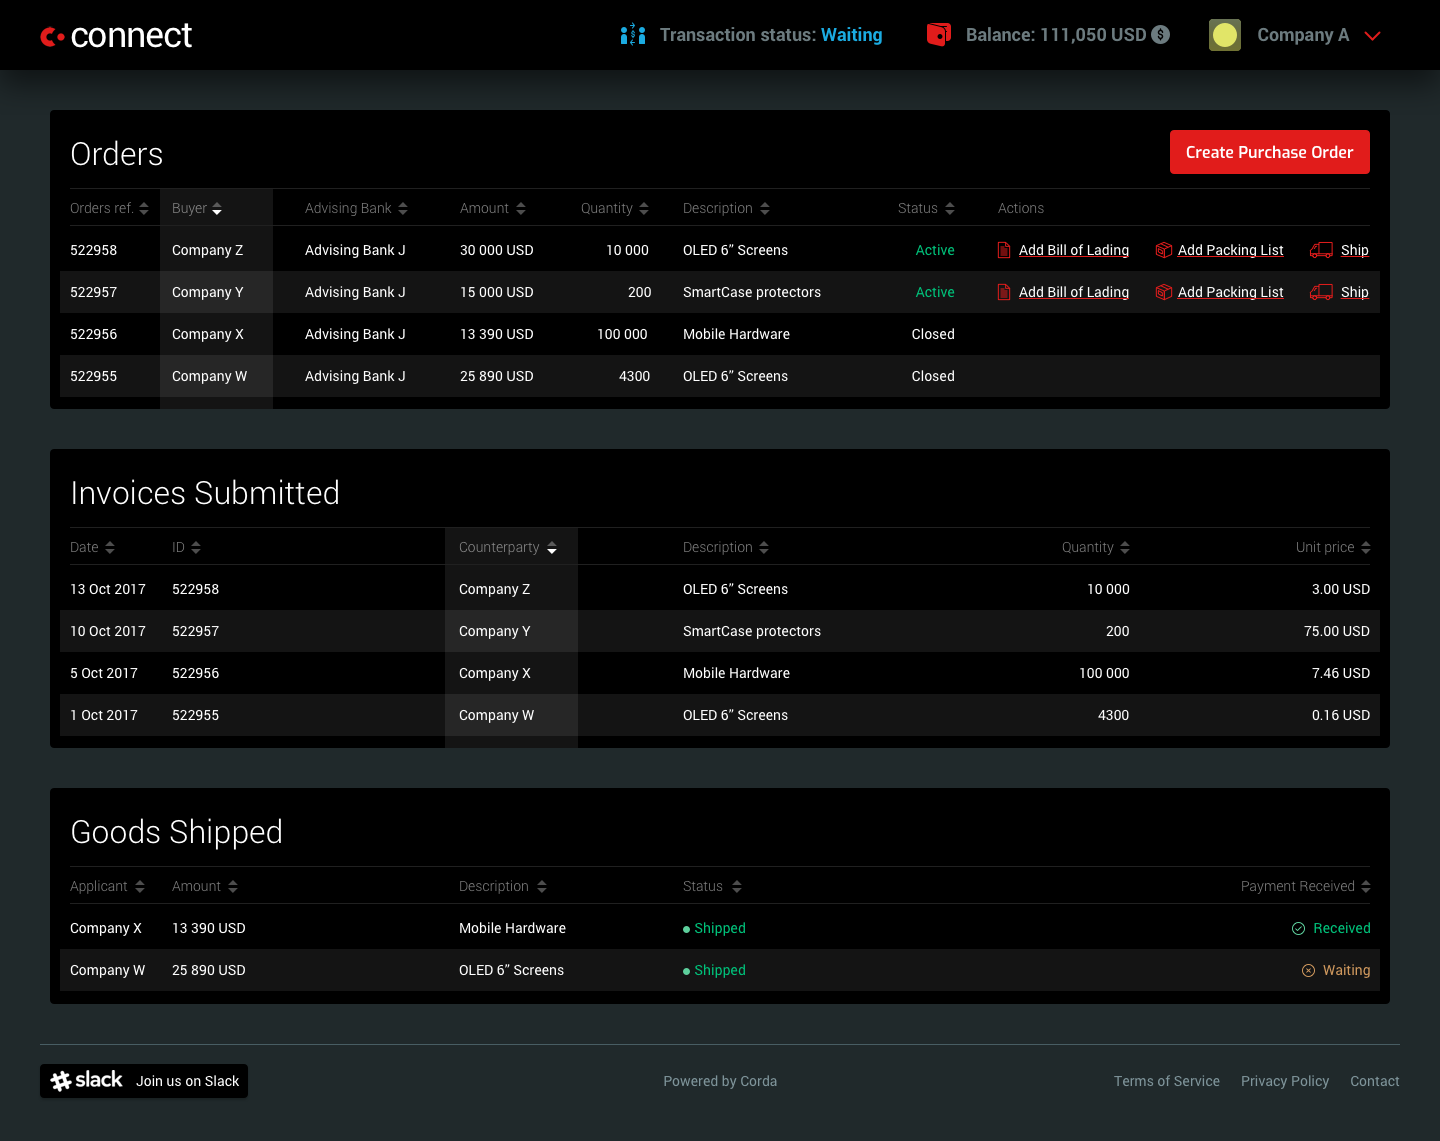 connect
Transaction status: Waiting
Balance: 111,050 USD $
Company A
Orders
Create Purchase Order
Orders ref. Buyer Advising Bank Amount Quantity Description Status Actions
522958 Company Z Advising Bank J 30 000 USD 10 000 OLED 6” Screens Active Add Bill of Lading Add Packing List Ship
522957 Company Y Advising Bank J 15 000 USD 200 SmartCase protectors Active Add Bill of Lading Add Packing List Ship
522956 Company X Advising Bank J 13 390 USD 100 000 Mobile Hardware Closed
522955 Company W Advising Bank J 25 890 USD 4300 OLED 6” Screens Closed
Invoices Submitted
Date ID Counterparty Description Quantity Unit price
13 Oct 2017 522958 Company Z OLED 6” Screens 10 000 3.00 USD
10 Oct 2017 522957 Company Y SmartCase protectors 200 75.00 USD
5 Oct 2017 522956 Company X Mobile Hardware 100 000 7.46 USD
1 Oct 2017 522955 Company W OLED 6” Screens 4300 0.16 USD
Goods Shipped
Applicant Amount Description Status Payment Received
Company X 13 390 USD Mobile Hardware Shipped Received
Company W 25 890 USD OLED 6” Screens Shipped Waiting
slack Join us on Slack
Powered by Corda
Terms of Service Privacy Policy Contact